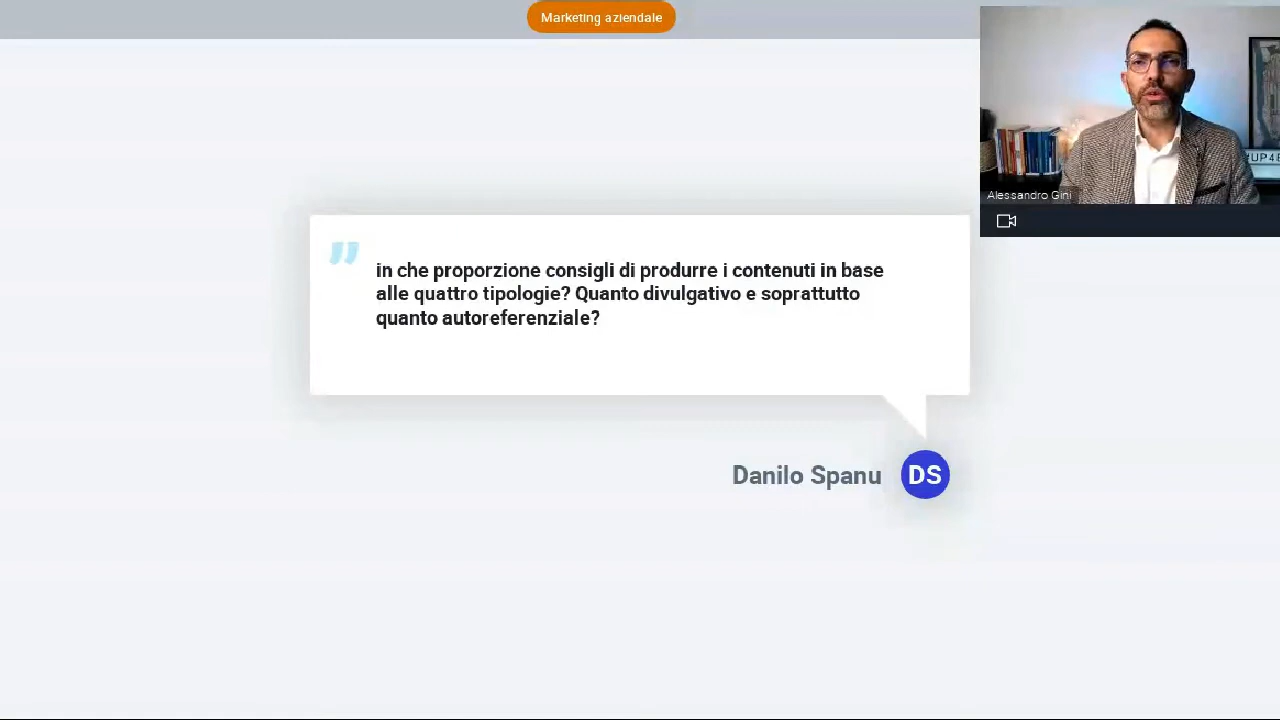 Marketing aziendale
Alessandro Gini
in che proporzione consigli di produrre i contenuti in base
alle quattro tipologie? Quanto divulgativo e soprattutto
quanto autoreferenziale?
Danilo Spanu
DS